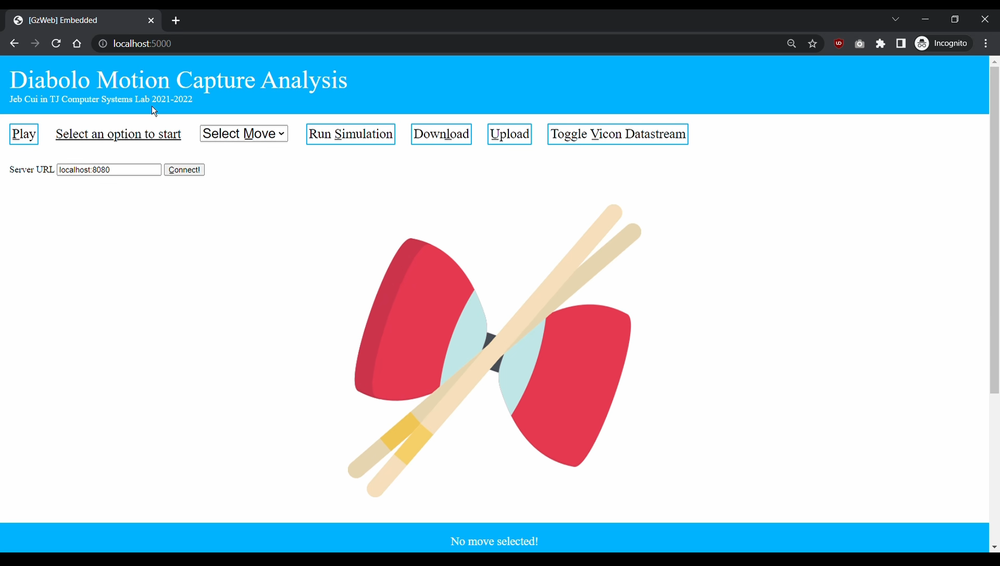 [GzWeb] Embedded
localhost:5000
Incognito
Diabolo Motion Capture Analysis
Jeb Cui in TJ Computer Systems Lab 2021-2022
Play Select an option to start Select Move Run Simulation Download Upload Toggle Vicon Datastream
Server URL localhost:8080 Connect!
No move selected!